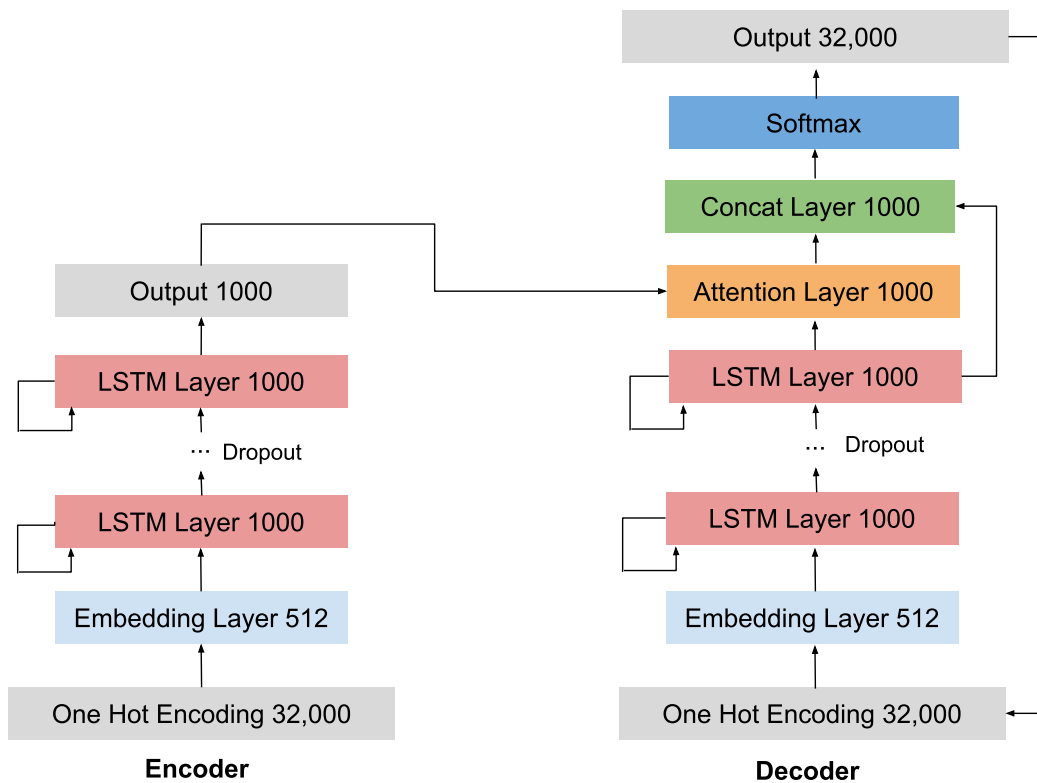 Output 1000
LSTM Layer 1000
... Dropout
LSTM Layer 1000
Embedding Layer 512
One Hot Encoding 32,000
Encoder
Output 32,000
Softmax
Concat Layer 1000
Attention Layer 1000
LSTM Layer 1000
... Dropout
LSTM Layer 1000
Embedding Layer 512
One Hot Encoding 32,000
Decoder